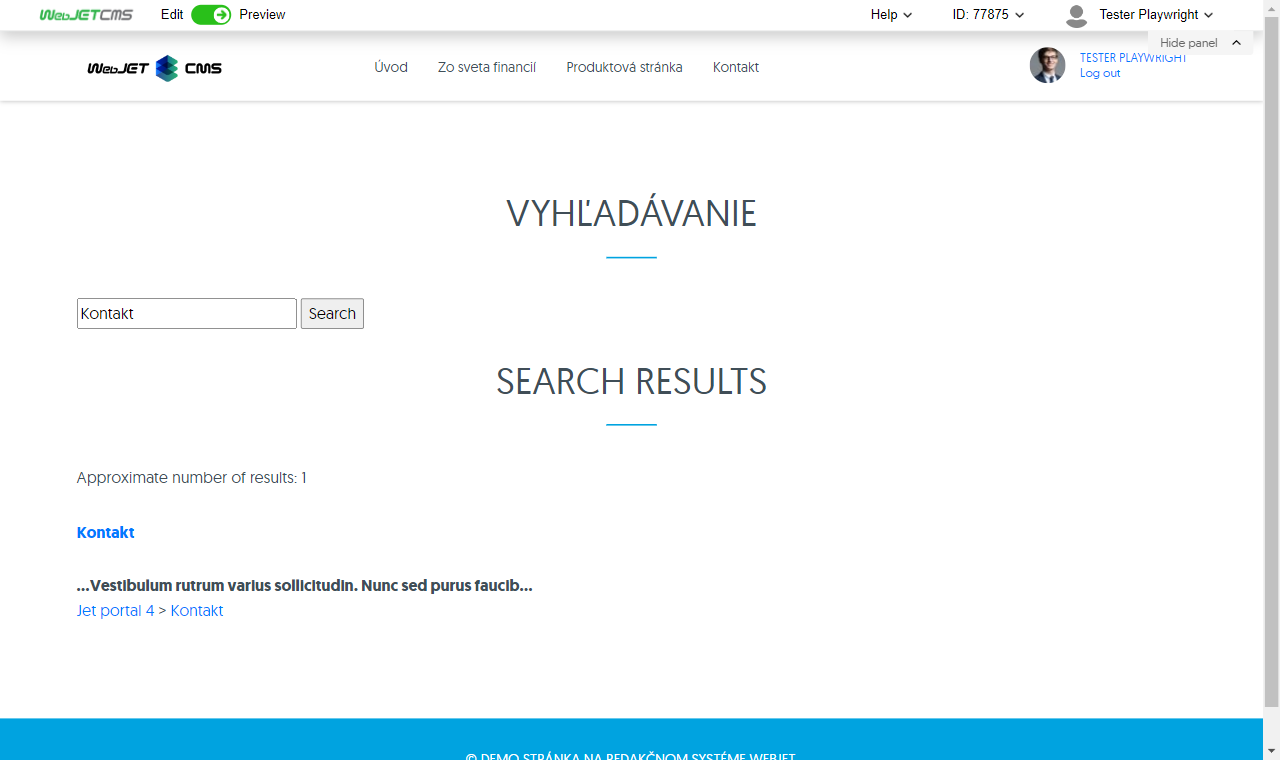 WebJET CMS
Edit Preview Help ID: 77875 Tester Playwright
Hide panel
WebJET CMS Úvod Zo sveta financií Produktová stránka Kontakt TESTER PLAYWRIGHT
Log out
VYHĽADÁVANIE
Kontakt Search
SEARCH RESULTS
Approximate number of results: 1
Kontakt
...Vestibulum rutrum varius sollicitudin. Nunc sed purus faucib...
Jet portal 4 > Kontakt
© DEMO STRÁNKA NA REDAKČNOM SYSTÉME WEBJET